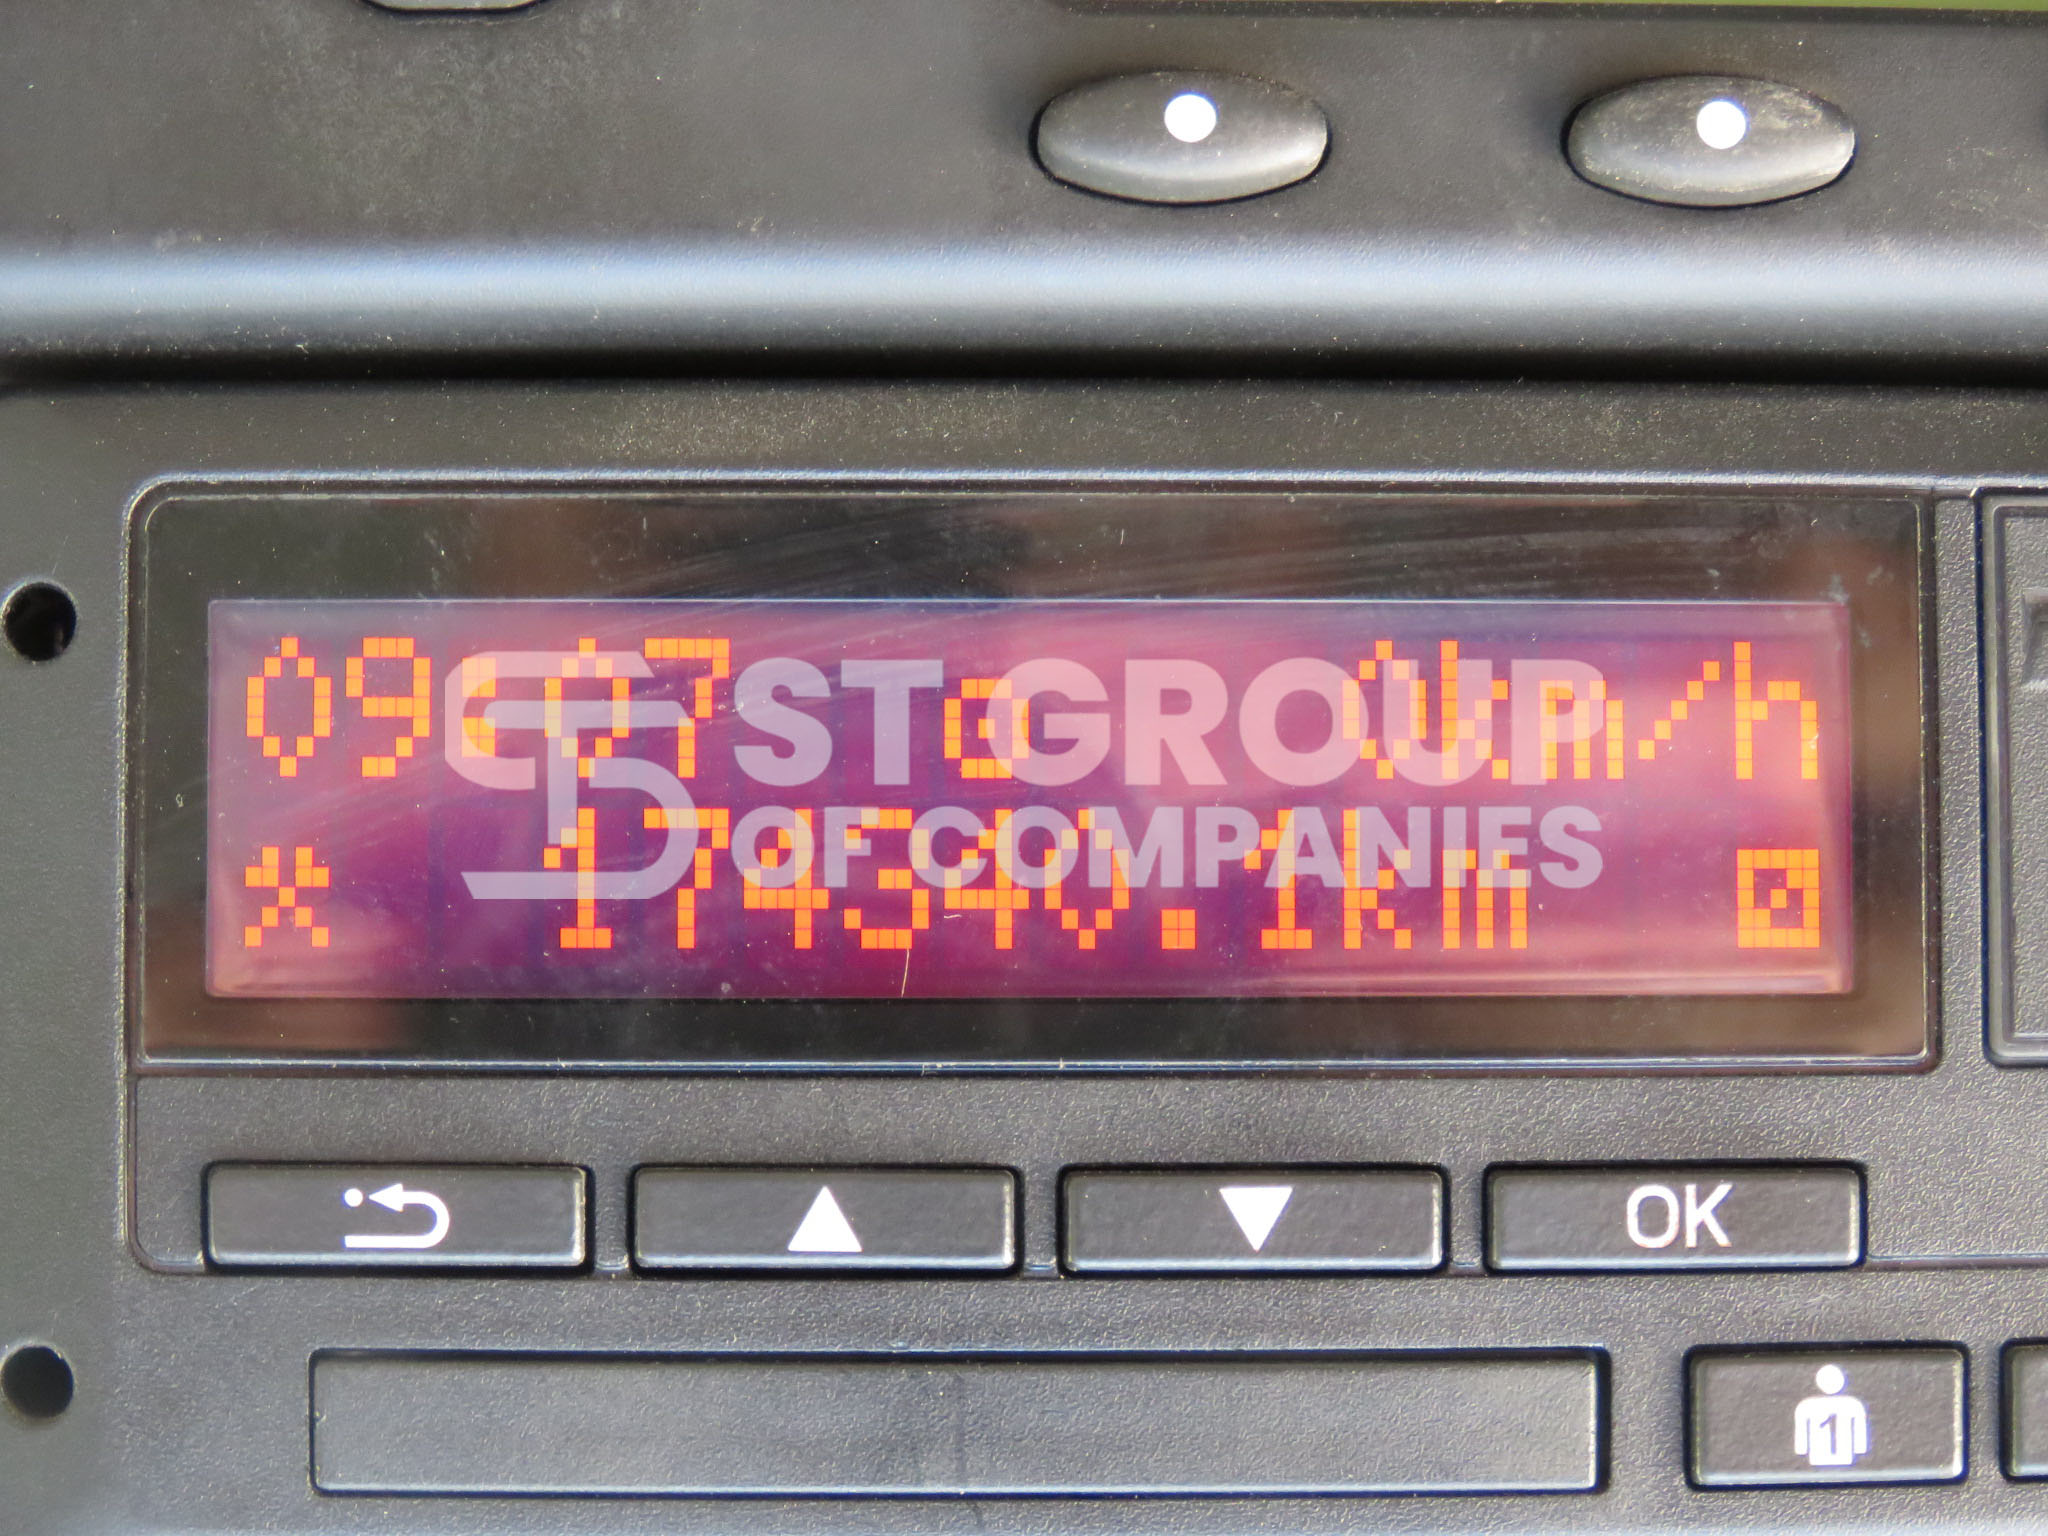 09:07 0km/h
174340.1km
ST GROUP
OF COMPANIES
OK
1